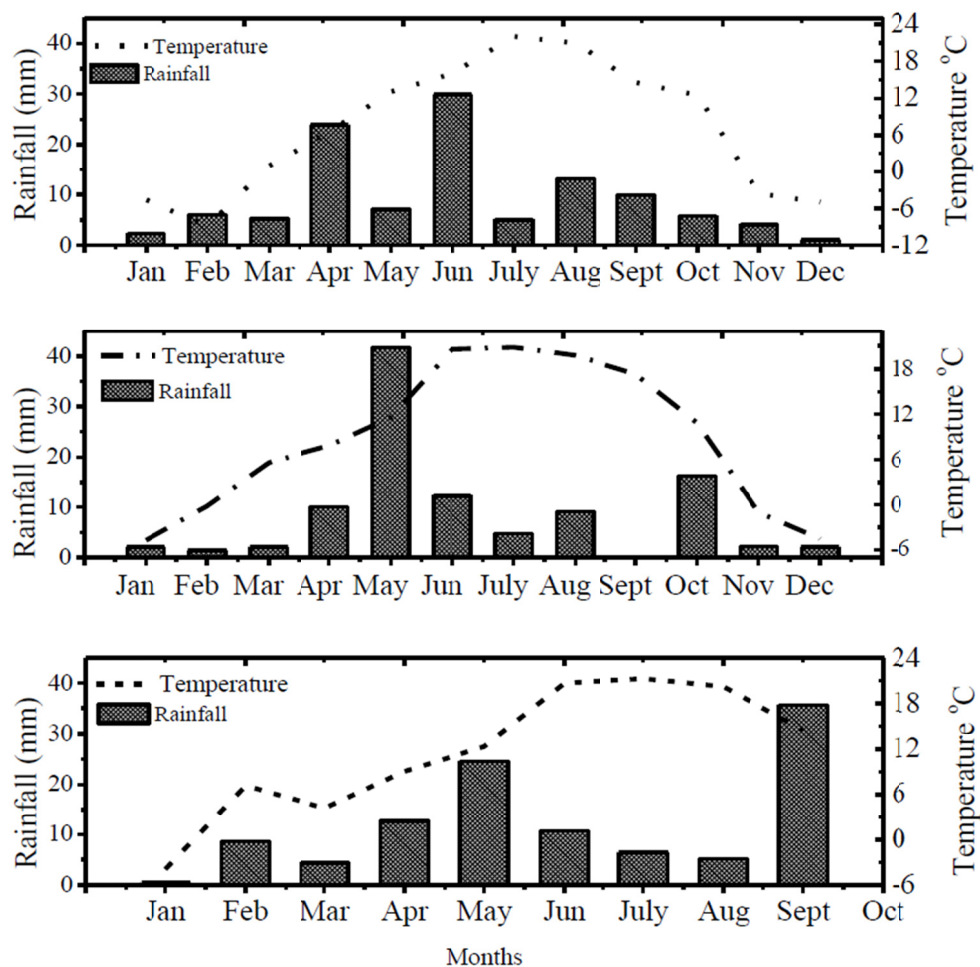 Rainfall (mm)
40
30
20
10
0
Temperature
Rainfall
24
18
12
6
0
-6
-12
Temperature °C
Jan Feb Mar Apr May Jun July Aug Sept Oct Nov Dec
Rainfall (mm)
40
30
20
10
0
Temperature
Rainfall
18
12
6
0
-6
Temperature °C
Jan Feb Mar Apr May Jun July Aug Sept Oct Nov Dec
Rainfall (mm)
40
30
20
10
0
Temperature
Rainfall
24
18
12
6
0
-6
Temperature °C
Jan Feb Mar Apr May Jun July Aug Sept Oct
Months